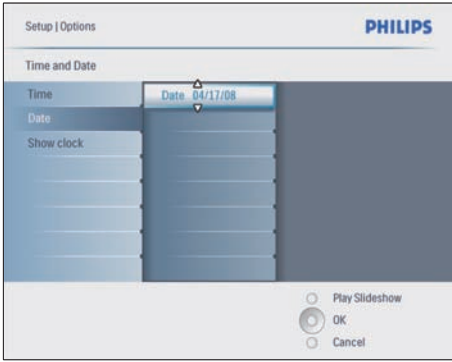 Setup | Options
PHILIPS
Time and Date
Time
Date 04/17/08
Date
Show clock
Play Slideshow
OK
Cancel